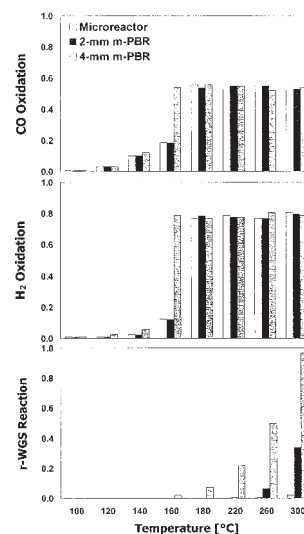 1.0
Microreactor
2-mm m-PBR
4-mm m-PBR
0.8
0.6
0.4
0.2
0.0
CO Oxidation
1.0
0.8
0.6
0.4
0.2
0.0
H2 Oxidation
1.0
0.8
0.6
0.4
0.2
0.0
r-WGS Reaction
100 120 140 160 180 220 260 300
Temperature [°C]